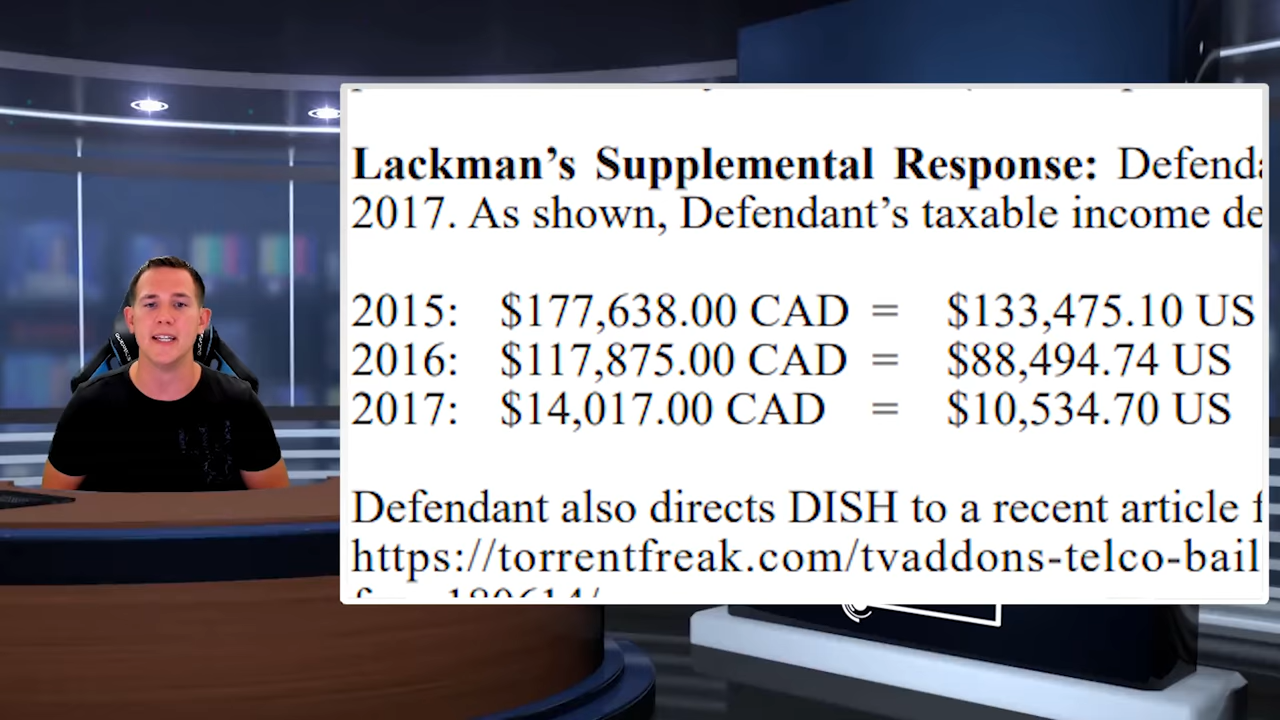 Lackman’s Supplemental Response:
2017. As shown, Defendant’s taxable income
2015: $177,638.00 CAD = $133,475.10 US
2016: $117,875.00 CAD = $88,494.74 US
2017: $14,017.00 CAD = $10,534.70 US
Defendant also directs DISH to a recent article
https://torrentfreak.com/tvaddons-telco-bail